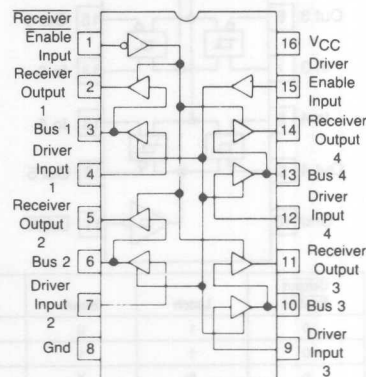 Receiver
Enable
Input
1
Receiver
Output
1
2
Bus 1
3
Driver
Input
1
4
Receiver
Output
2
5
Bus 2
6
Driver
Input
2
7
Gnd
8
16
VCC
Driver
Enable
Input
15
14
Receiver
Output
4
13
Bus 4
12
Driver
Input
4
11
Receiver
Output
3
10
Bus 3
9
Driver
Input
3